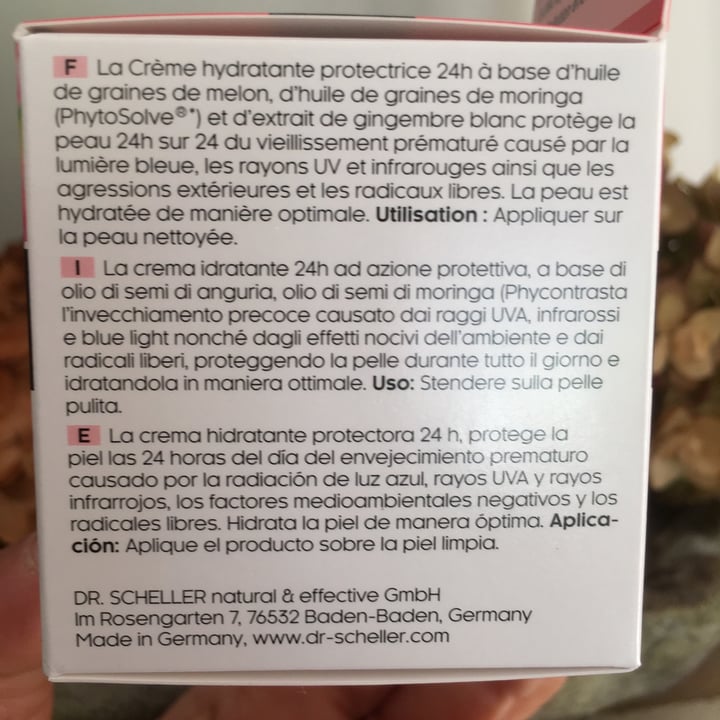 F La Crème hydratante protectrice 24h à base d'huile
de graines de melon, d'huile de graines de moringa
(PhytoSolve®*) et d'extrait de gingembre blanc protège la
peau 24h sur 24 du vieillissement prématuré causé par la
lumière bleue, les rayons UV et infrarouges ainsi que les
agressions extérieures et les radicaux libres. La peau est
hydratée de manière optimale. Utilisation : Appliquer sur
la peau nettoyée.
I La crema idratante 24h ad azione protettiva, a base di
olio di semi di anguria, olio di semi di moringa (Phycontrasta
l'invecchiamento precoce causato dai raggi UVA, infrarossi
e blue light nonché dagli effetti nocivi dell'ambiente e dai
radicali liberi, proteggendo la pelle durante tutto il giorno e
idratandola in maniera ottimale. Uso: Stendere sulla pelle
pulita.
E La crema hidratante protectora 24 h, protege la
piel las 24 horas del día del envejecimiento prematuro
causado por la radiación de luz azul, rayos UVA y rayos
infrarrojos, los factores medioambientales negativos y los
radicales libres. Hidrata la piel de manera óptima. Aplica-
ción: Aplique el producto sobre la piel limpia.
DR. SCHELLER natural & effective GmbH
Im Rosengarten 7, 76532 Baden-Baden, Germany
Made in Germany, www.dr-scheller.com